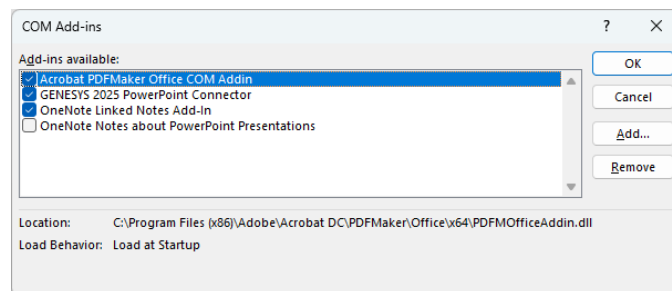 COM Add-ins ? X
Add-ins available:
Acrobat PDFMaker Office COM Addin
GENESYS 2025 PowerPoint Connector
OneNote Linked Notes Add-In
OneNote Notes about PowerPoint Presentations
OK
Cancel
Add...
Remove
Location: C:\Program Files (x86)\Adobe\Acrobat DC\PDFMaker\Office\x64\PDFMOfficeAddin.dll
Load Behavior: Load at Startup